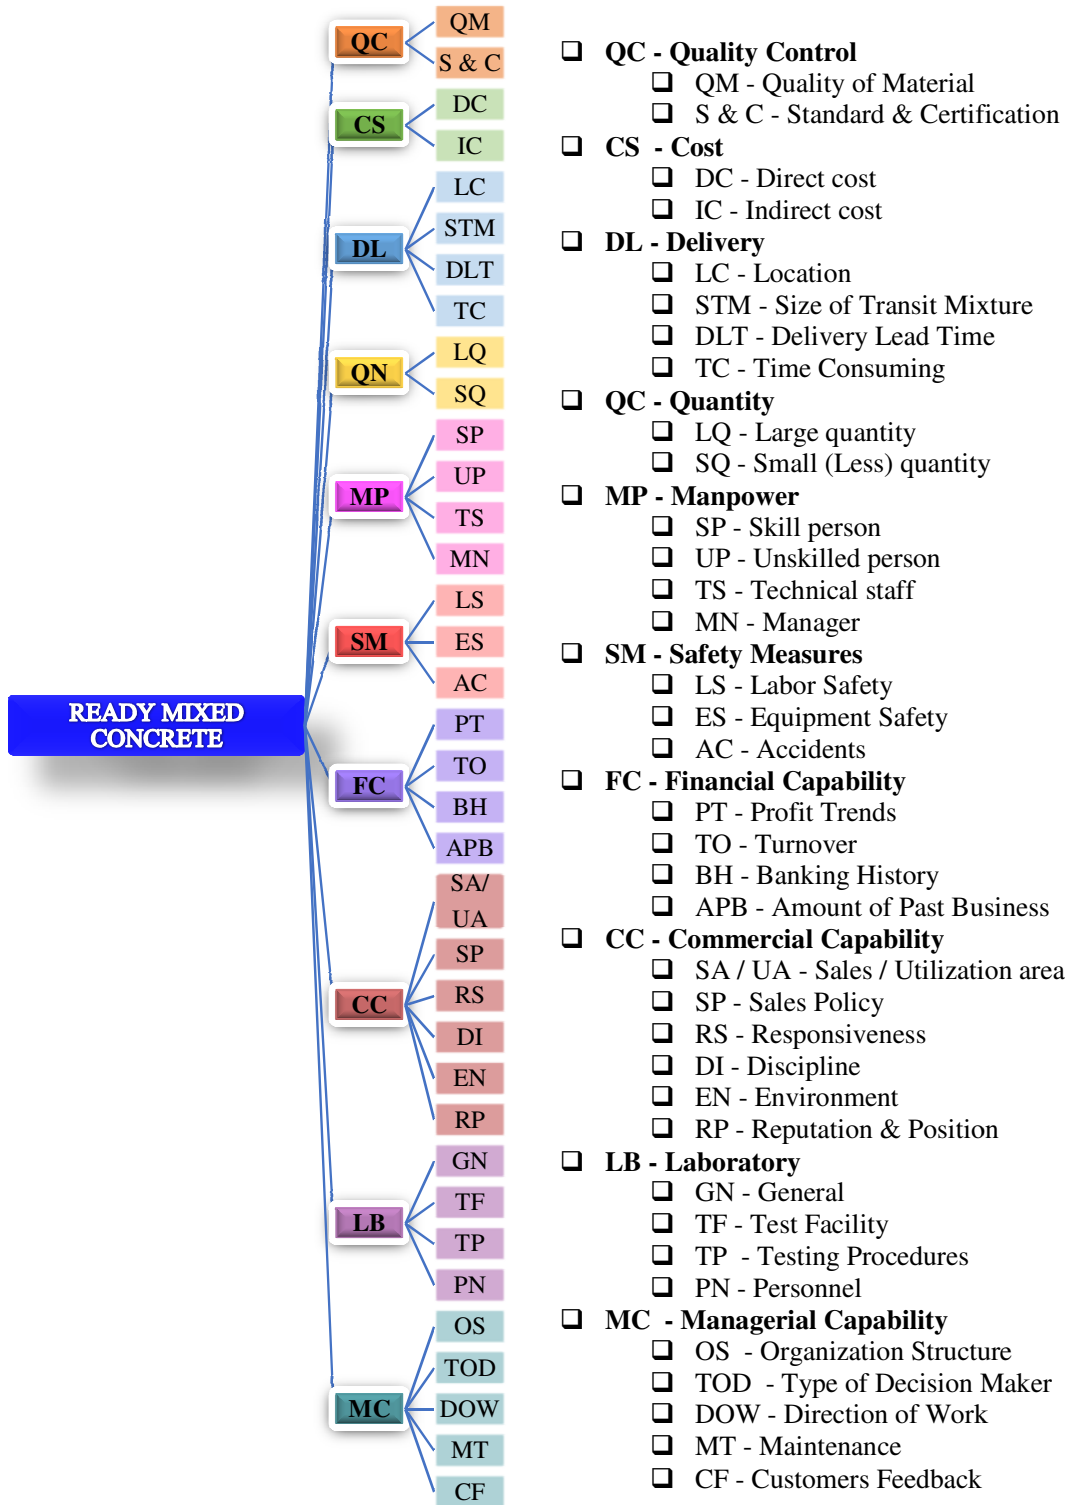 READY MIXED
CONCRETE
QC
QM
S & C
CS
DC
IC
DL
LC
STM
DLT
TC
QN
LQ
SQ
MP
SP
UP
TS
MN
SM
LS
ES
AC
FC
PT
TO
BH
APB
CC
SA/
UA
SP
RS
DI
EN
RP
LB
GN
TF
TP
PN
MC
OS
TOD
DOW
MT
CF
QC - Quality Control
QM - Quality of Material
S & C - Standard & Certification
CS - Cost
DC - Direct cost
IC - Indirect cost
DL - Delivery
LC - Location
STM - Size of Transit Mixture
DLT - Delivery Lead Time
TC - Time Consuming
QC - Quantity
LQ - Large quantity
SQ - Small (Less) quantity
MP - Manpower
SP - Skill person
UP - Unskilled person
TS - Technical staff
MN - Manager
SM - Safety Measures
LS - Labor Safety
ES - Equipment Safety
AC - Accidents
FC - Financial Capability
PT - Profit Trends
TO - Turnover
BH - Banking History
APB - Amount of Past Business
CC - Commercial Capability
SA / UA - Sales / Utilization area
SP - Sales Policy
RS - Responsiveness
DI - Discipline
EN - Environment
RP - Reputation & Position
LB - Laboratory
GN - General
TF - Test Facility
TP - Testing Procedures
PN - Personnel
MC - Managerial Capability
OS - Organization Structure
TOD - Type of Decision Maker
DOW - Direction of Work
MT - Maintenance
CF - Customers Feedback